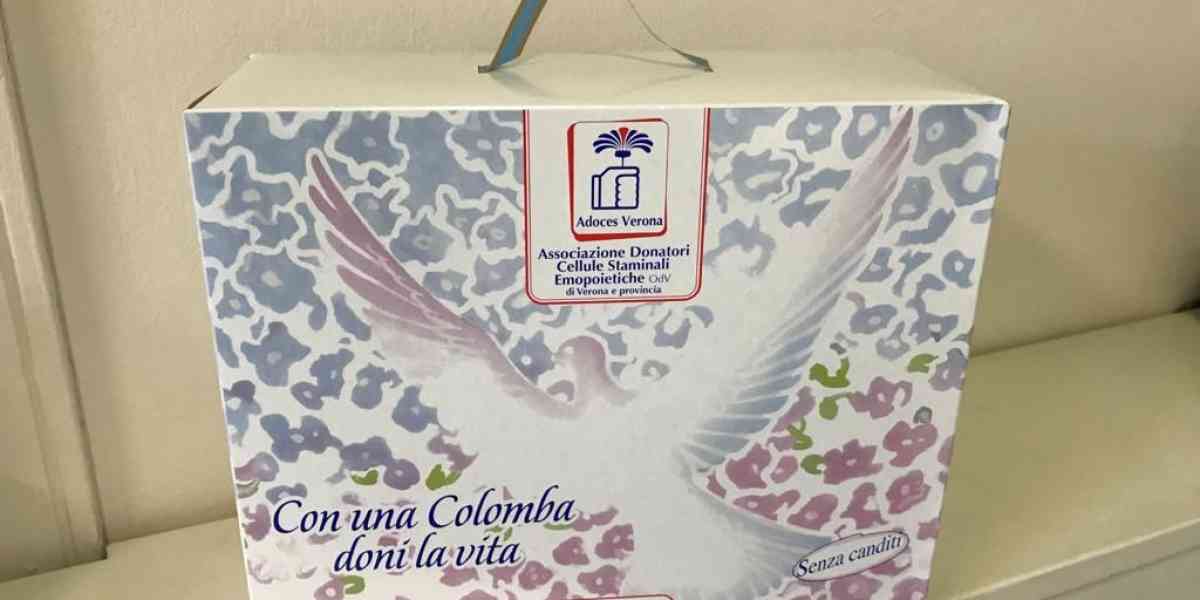 Adoces Verona
Associazione Donatori
Cellule Staminali
Emopoietiche OdV
di Verona e provincia
Con una Colomba
doni la vita
Senza canditi